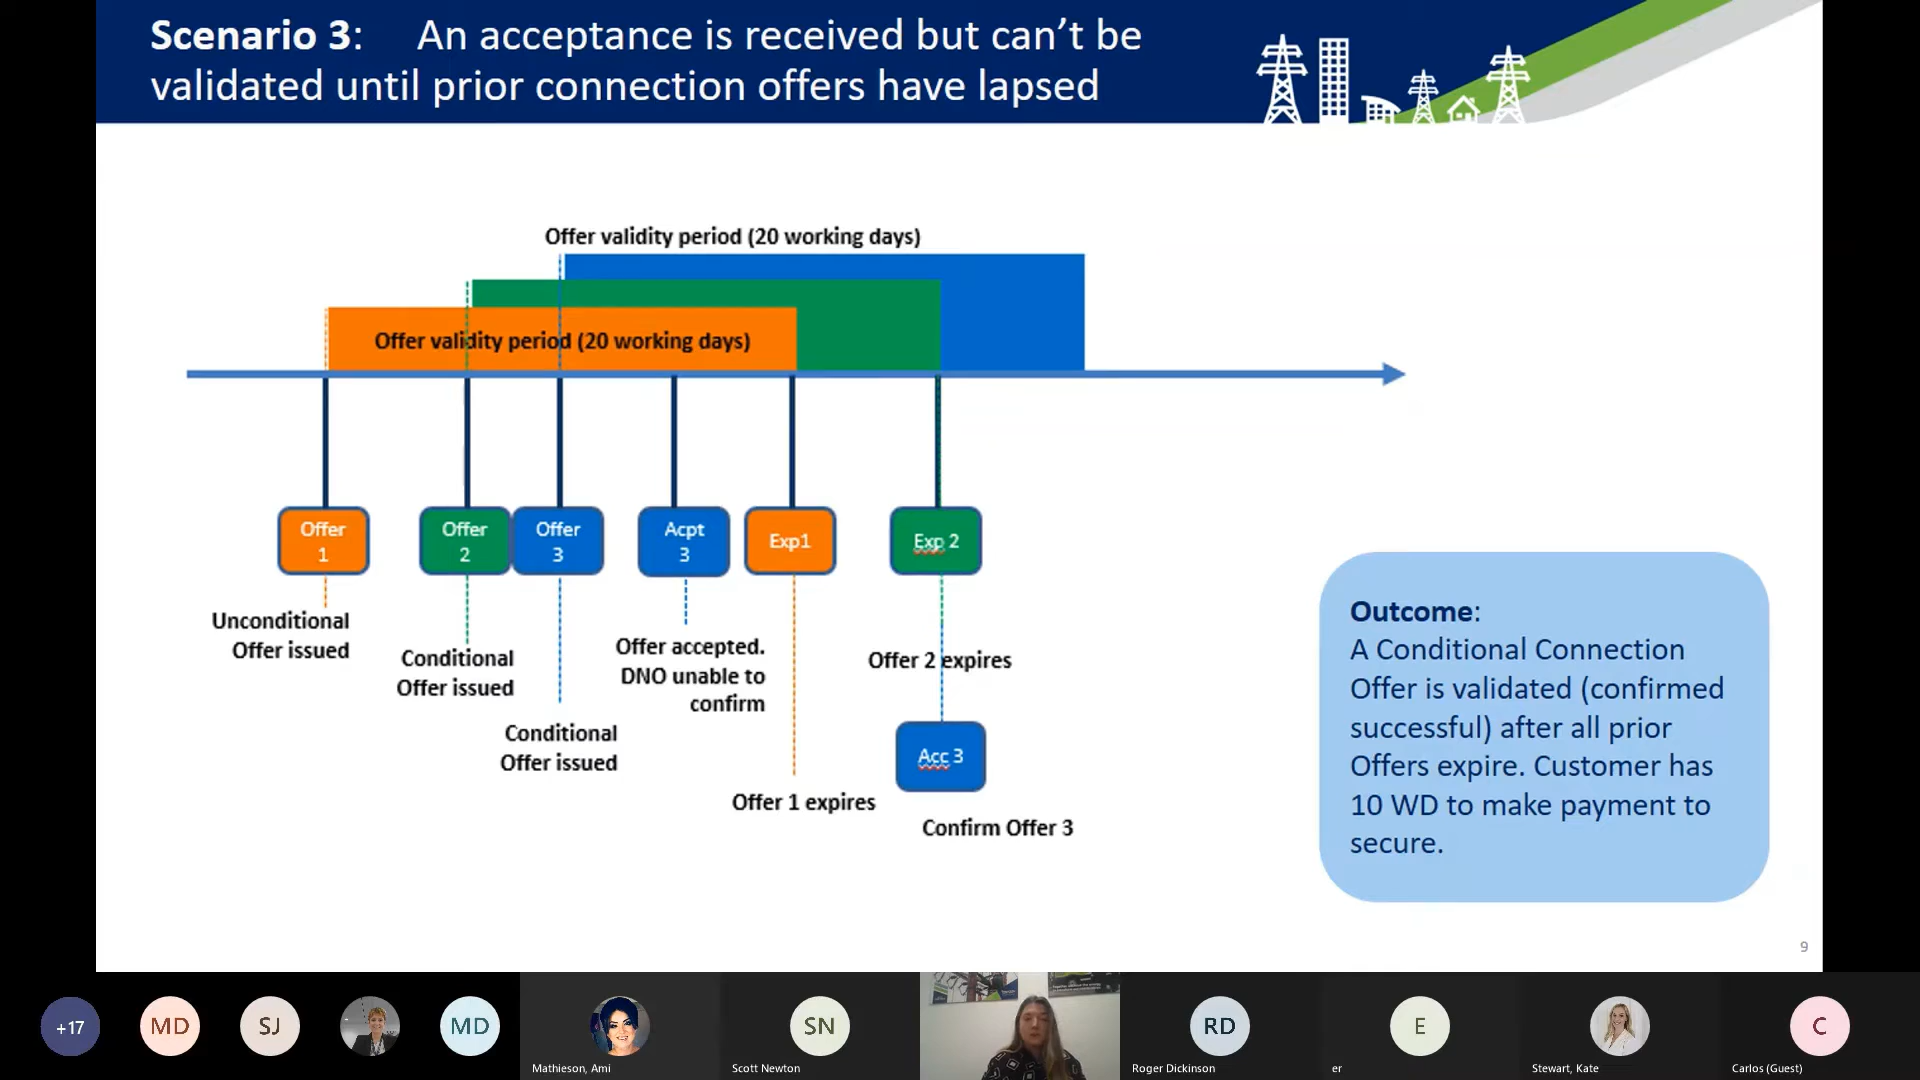 Scenario 3: An acceptance is received but can’t be
validated until prior connection offers have lapsed
Offer validity period (20 working days)
Offer validity period (20 working days)
Offer
1
Offer
2
Offer
3
Acpt
3
Exp1
Exp 2
Unconditional
Offer issued
Conditional
Offer issued
Conditional
Offer issued
Offer accepted.
DNO unable to
confirm
Offer 1 expires
Offer 2 expires
Acc 3
Confirm Offer 3
Outcome:
A Conditional Connection
Offer is validated (confirmed
successful) after all prior
Offers expire. Customer has
10 WD to make payment to
secure.
9
+17
MD
SJ
MD
Mathieson, Ami
SN
Scott Newton
RD
Roger Dickinson
E
er
Stewart, Kate
C
Carlos (Guest)